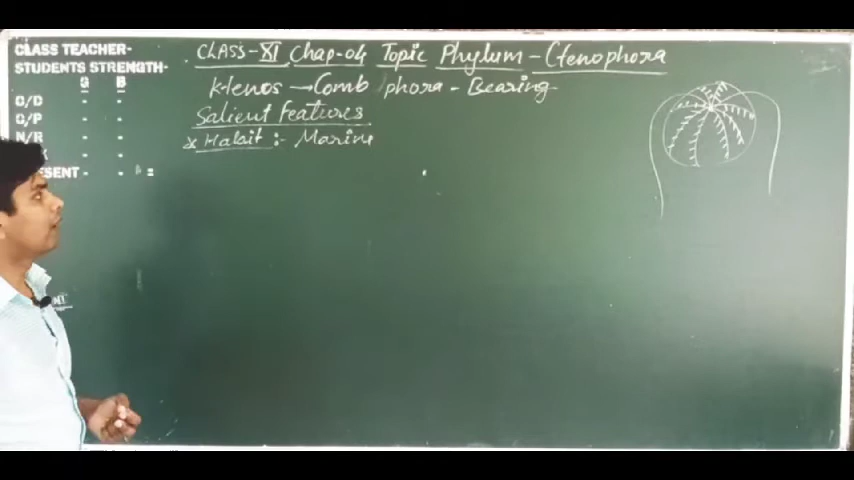 CLASS TEACHER-
STUDENTS STRENGTH-
G B
O/D - -
O/P - -
N/R - -
ESENT - - =
CLASS-XI Chap-04 Topic Phylum - Ctenophora
Ktenos → Comb phora - Bearing
Salient features
* Habit :- Marine